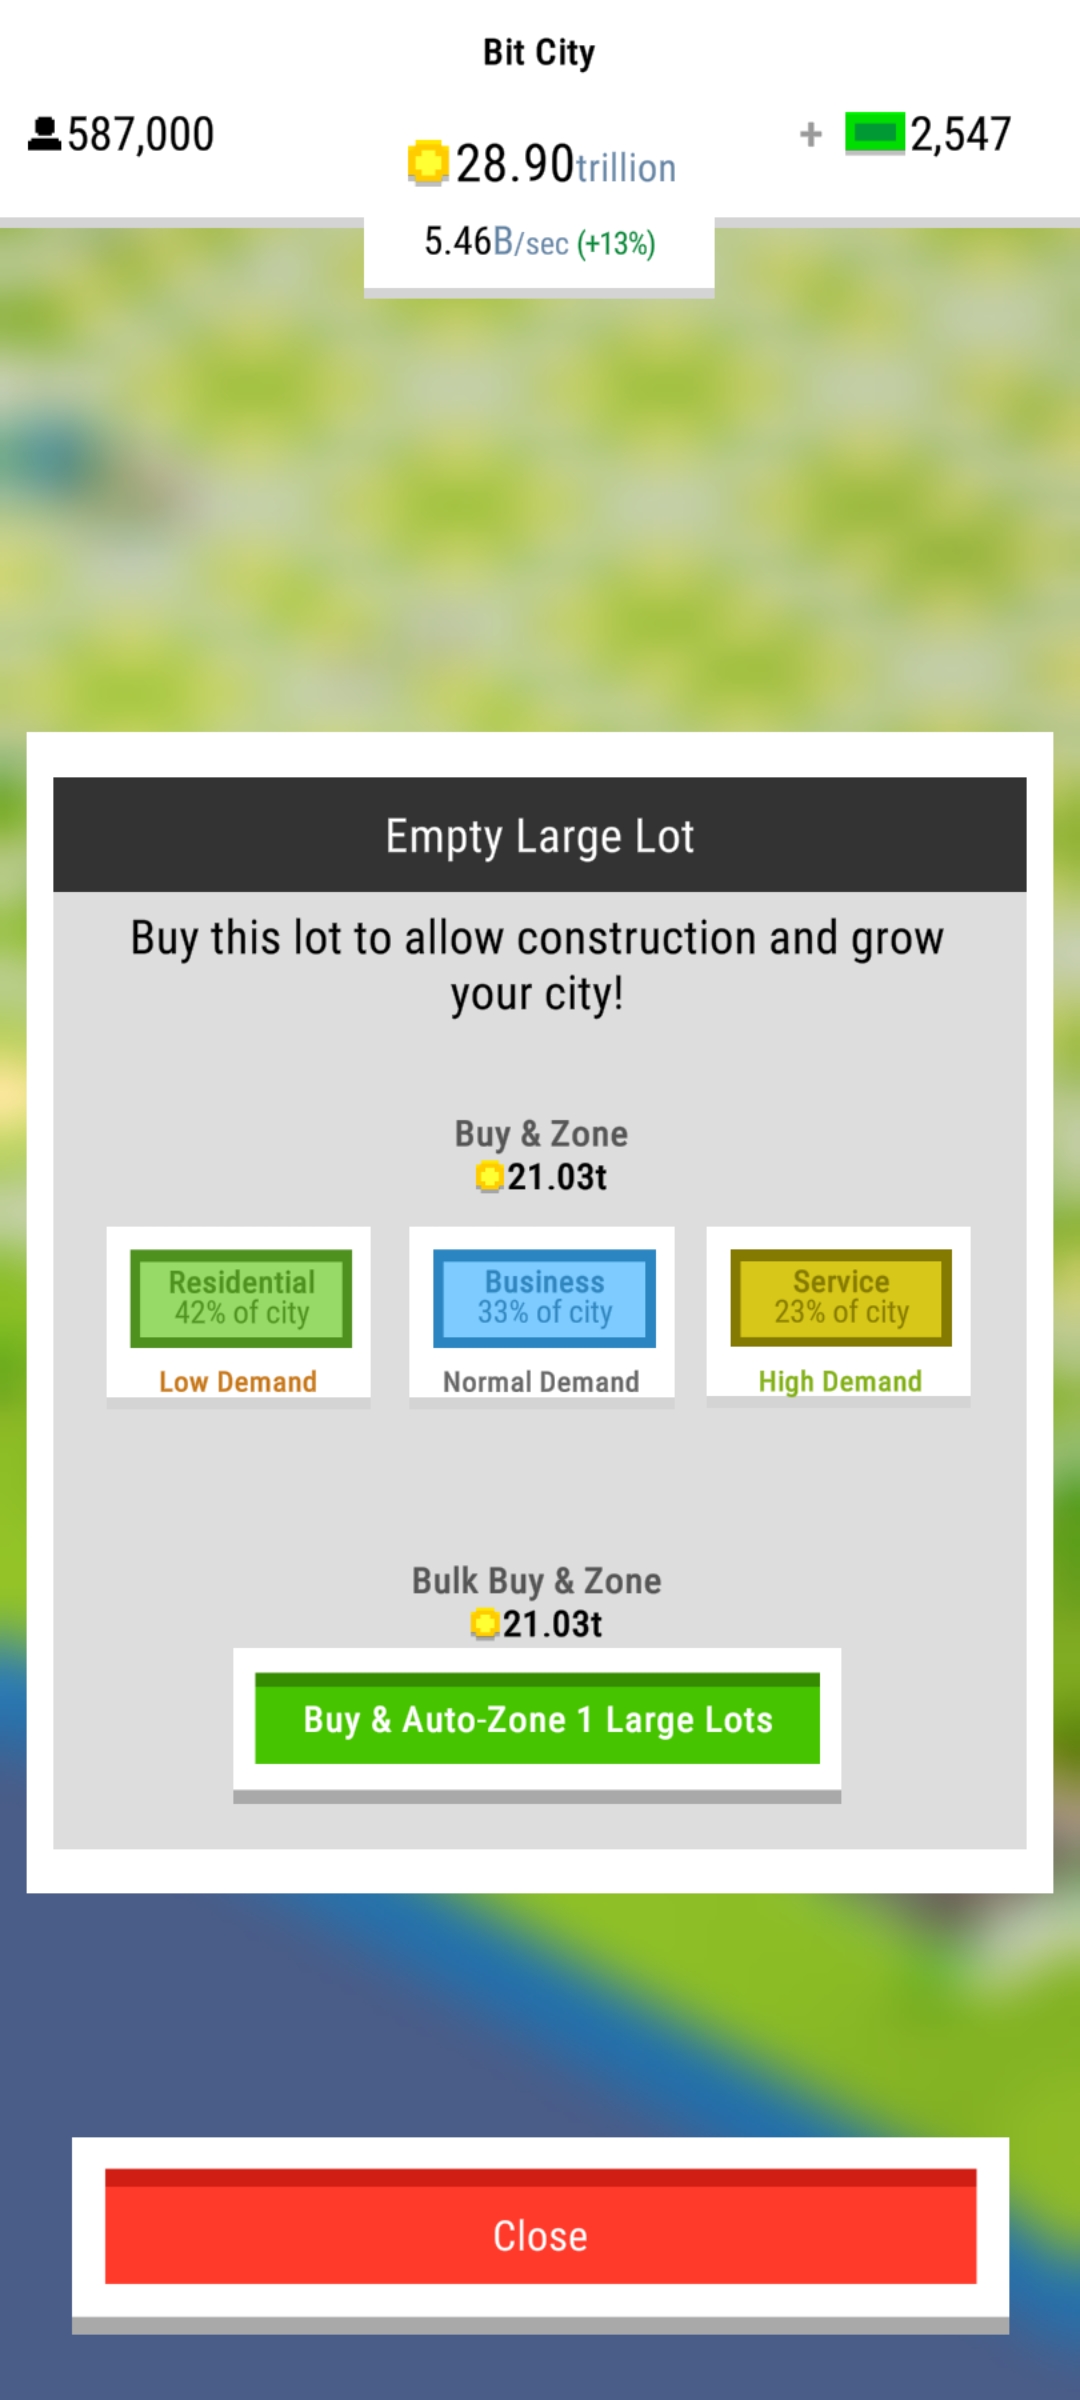 Bit City
587,000
28.90trillion
+ 2,547
5.46B/sec (+13%)
Empty Large Lot
Buy this lot to allow construction and grow
your city!
Buy & Zone
21.03t
Residential
42% of city
Low Demand
Business
33% of city
Normal Demand
Service
23% of city
High Demand
Bulk Buy & Zone
21.03t
Buy & Auto-Zone 1 Large Lots
Close